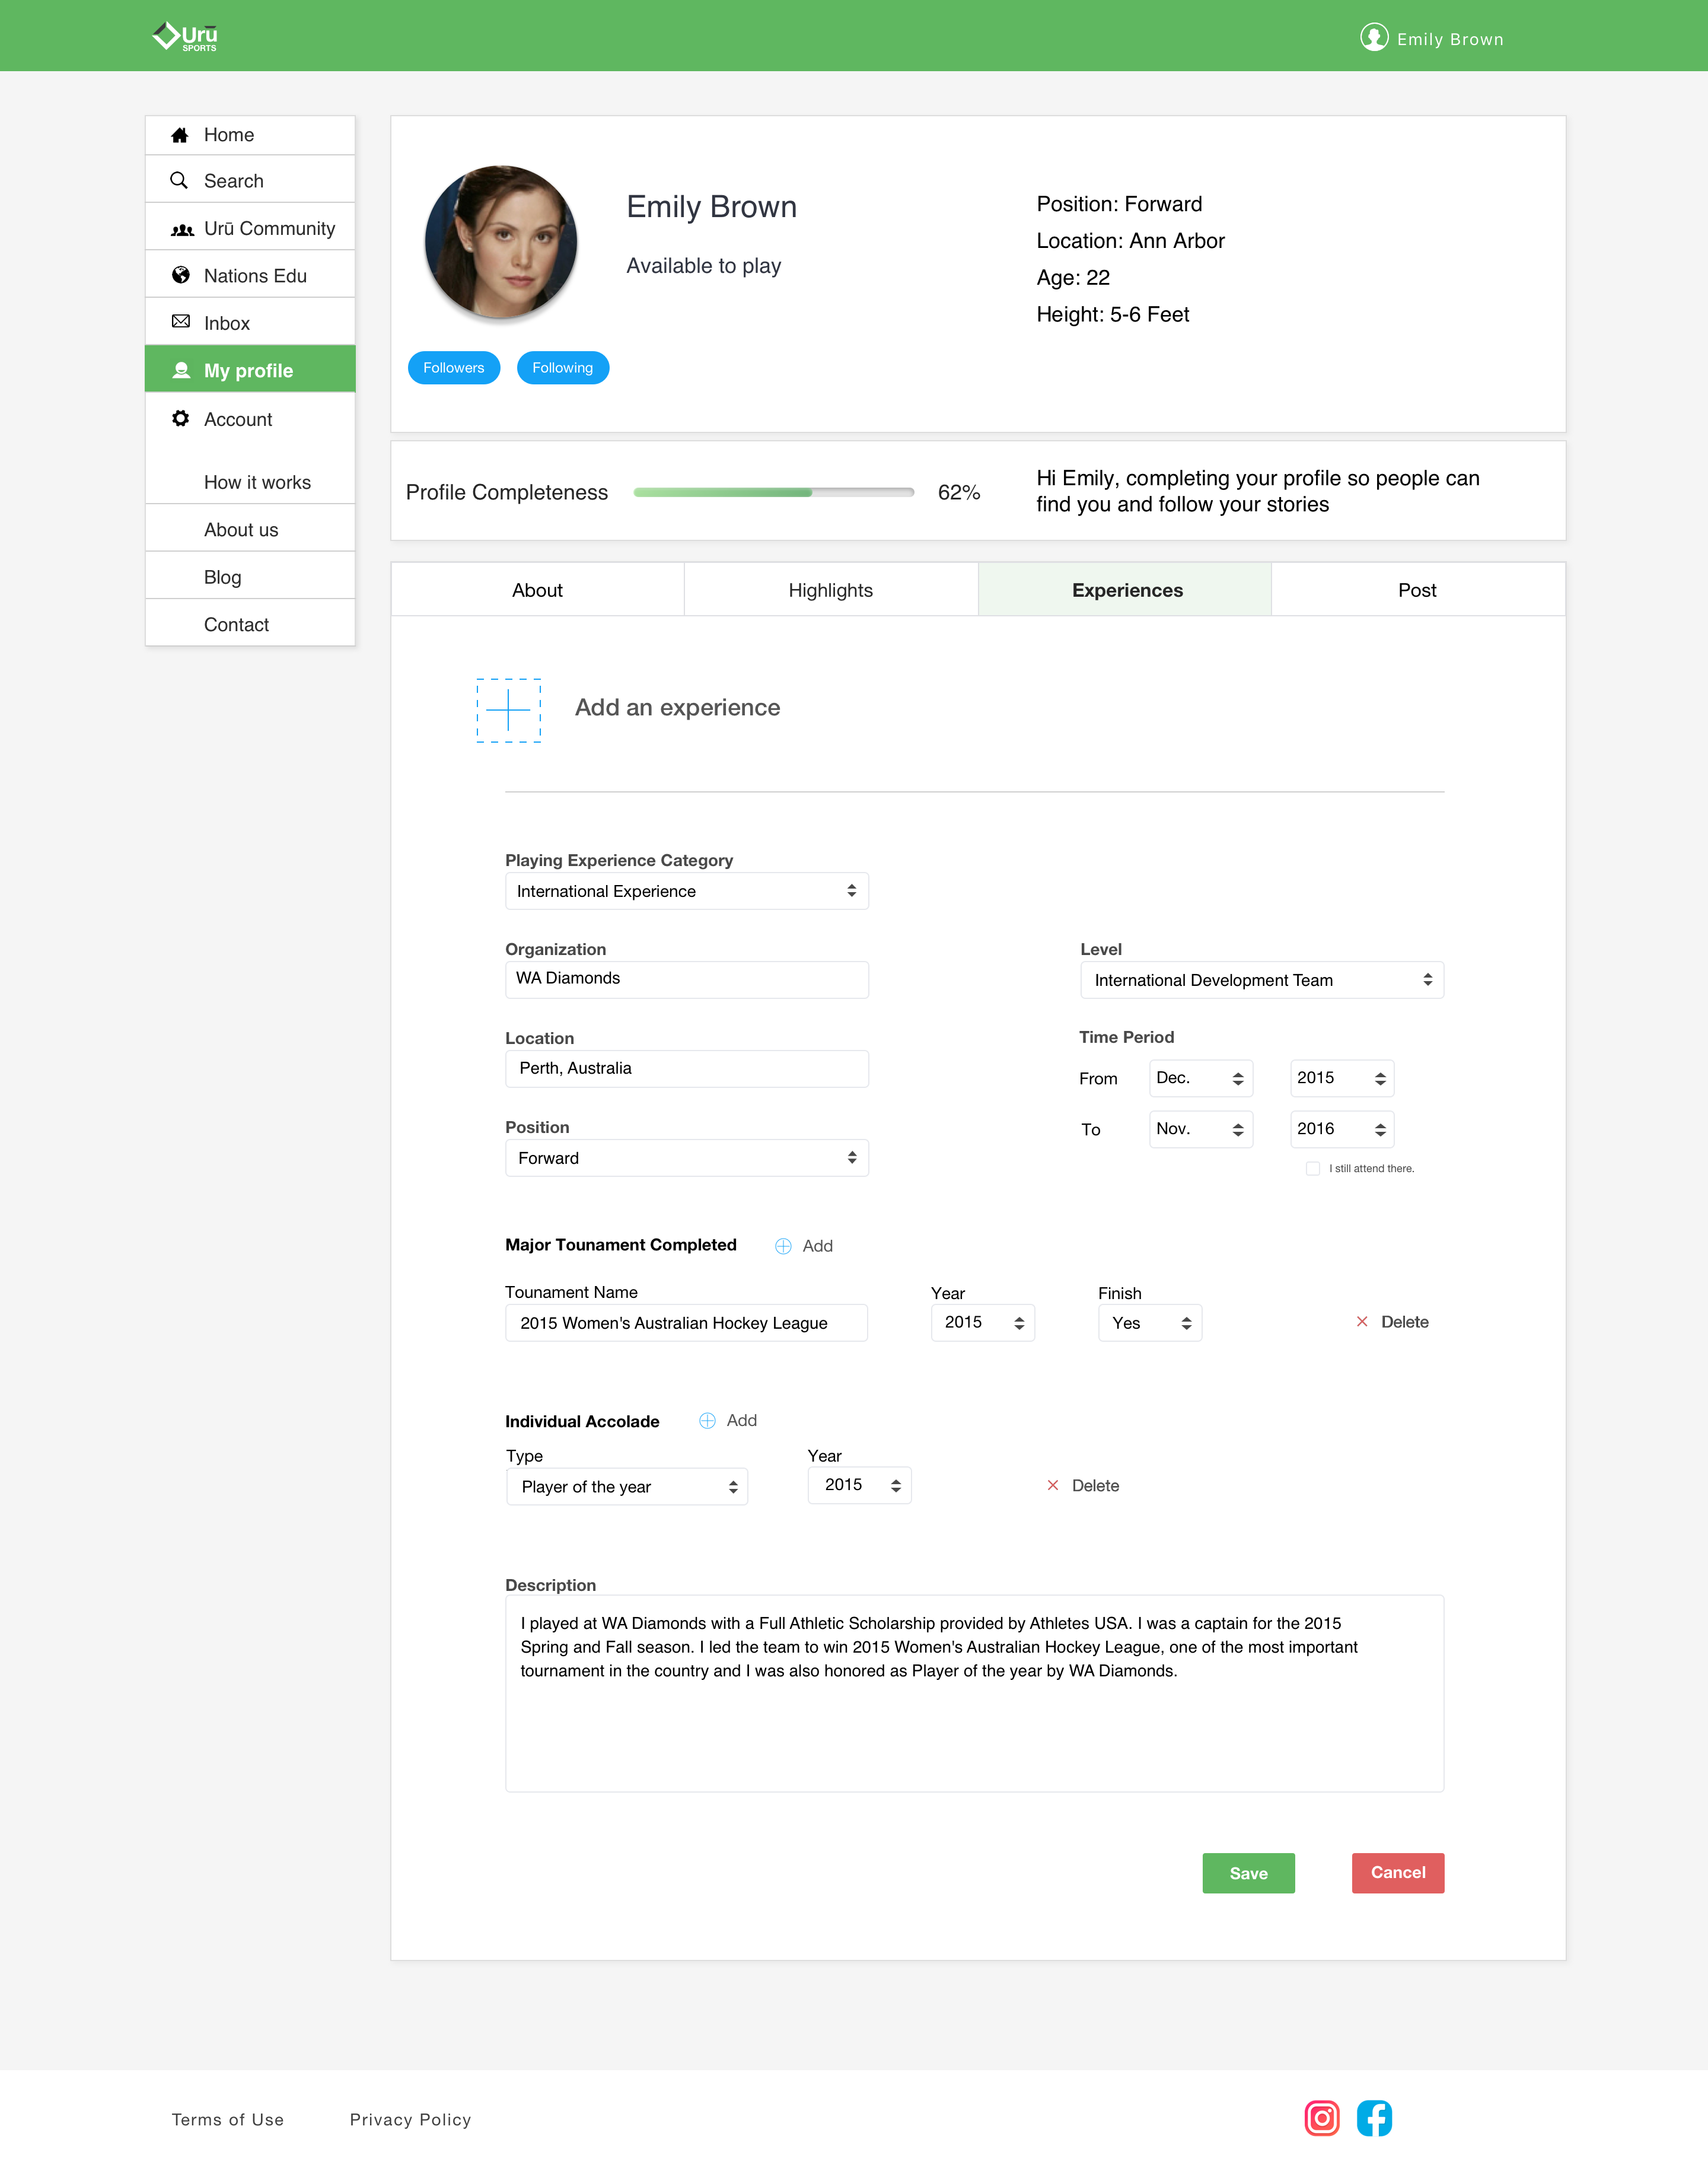 Urū
SPORTS
Emily Brown
Home
Search
Urū Community
Nations Edu
Inbox
My profile
Account
How it works
About us
Blog
Contact
Emily Brown
Available to play
Position: Forward
Location: Ann Arbor
Age: 22
Height: 5-6 Feet
Followers
Following
Profile Completeness
62%
Hi Emily, completing your profile so people can
find you and follow your stories
About
Highlights
Experiences
Post
Add an experience
Playing Experience Category
International Experience
Organization
WA Diamonds
Level
International Development Team
Location
Perth, Australia
Time Period
From Dec. 2015
To Nov. 2016
I still attend there.
Position
Forward
Major Tounament Completed
Add
Tounament Name
2015 Women's Australian Hockey League
Year
2015
Finish
Yes
Delete
Individual Accolade
Add
Type
Player of the year
Year
2015
Delete
Description
I played at WA Diamonds with a Full Athletic Scholarship provided by Athletes USA. I was a captain for the 2015
Spring and Fall season. I led the team to win 2015 Women's Australian Hockey League, one of the most important
tournament in the country and I was also honored as Player of the year by WA Diamonds.
Save
Cancel
Terms of Use
Privacy Policy